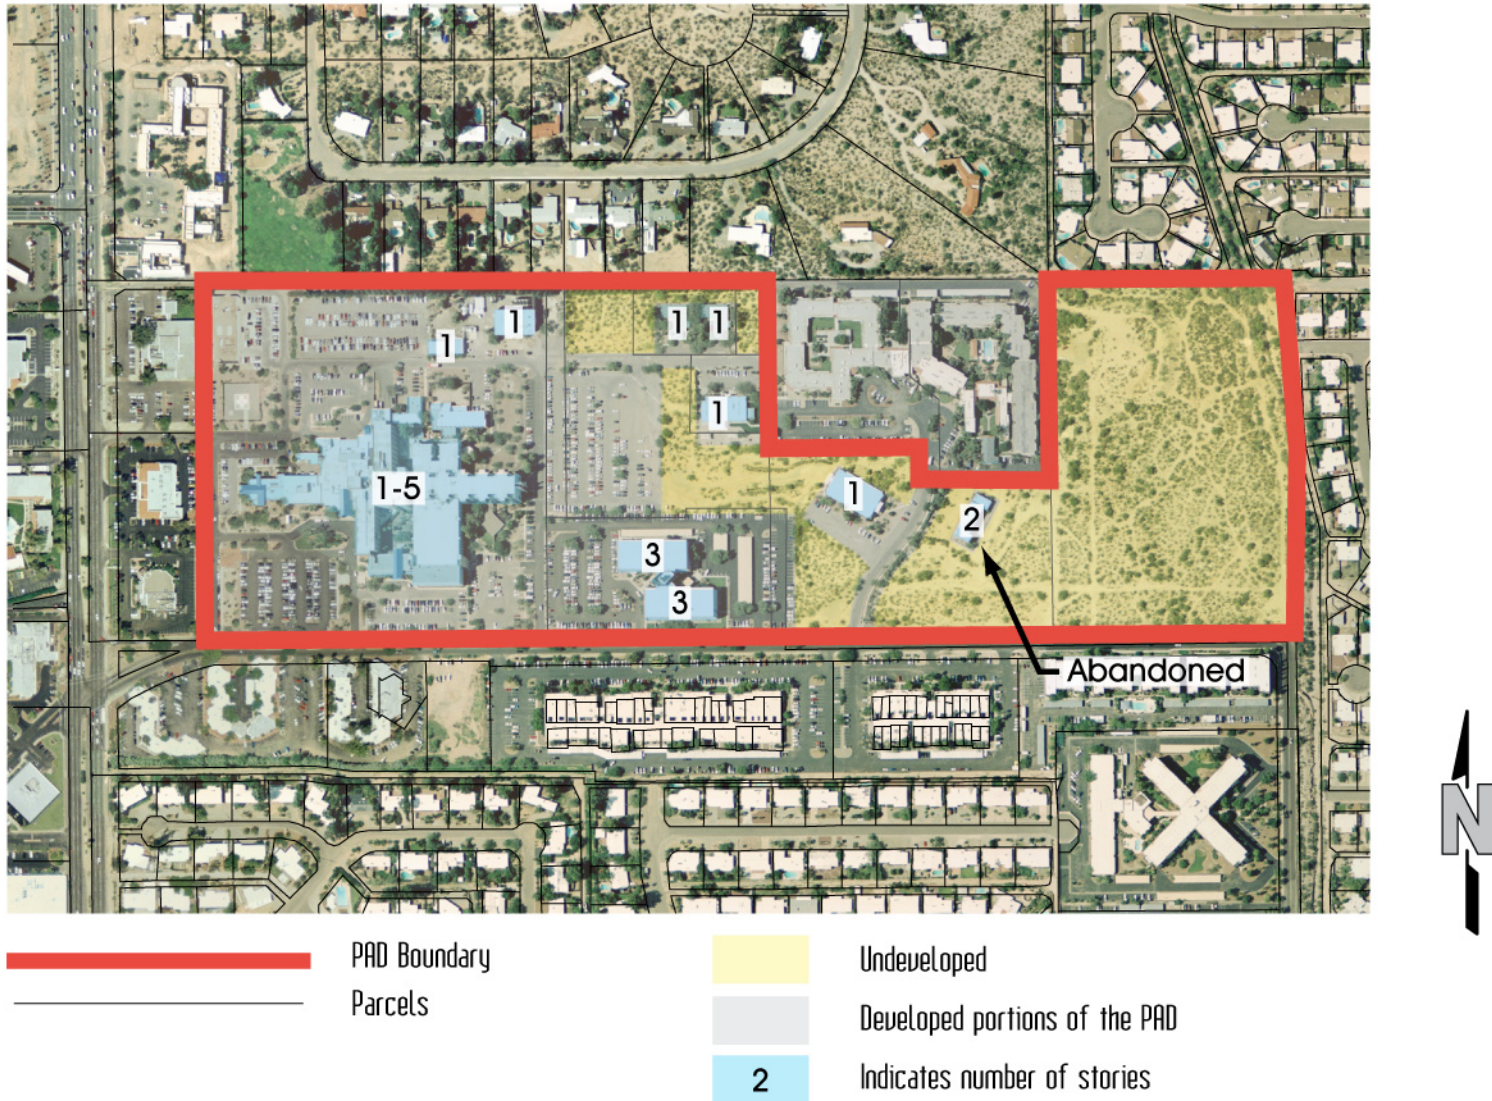 1
1
1
1
1
1-5
1
2
3
3
Abandoned
N
PAD Boundary
Parcels
Undeveloped
Developed portions of the PAD
2
Indicates number of stories